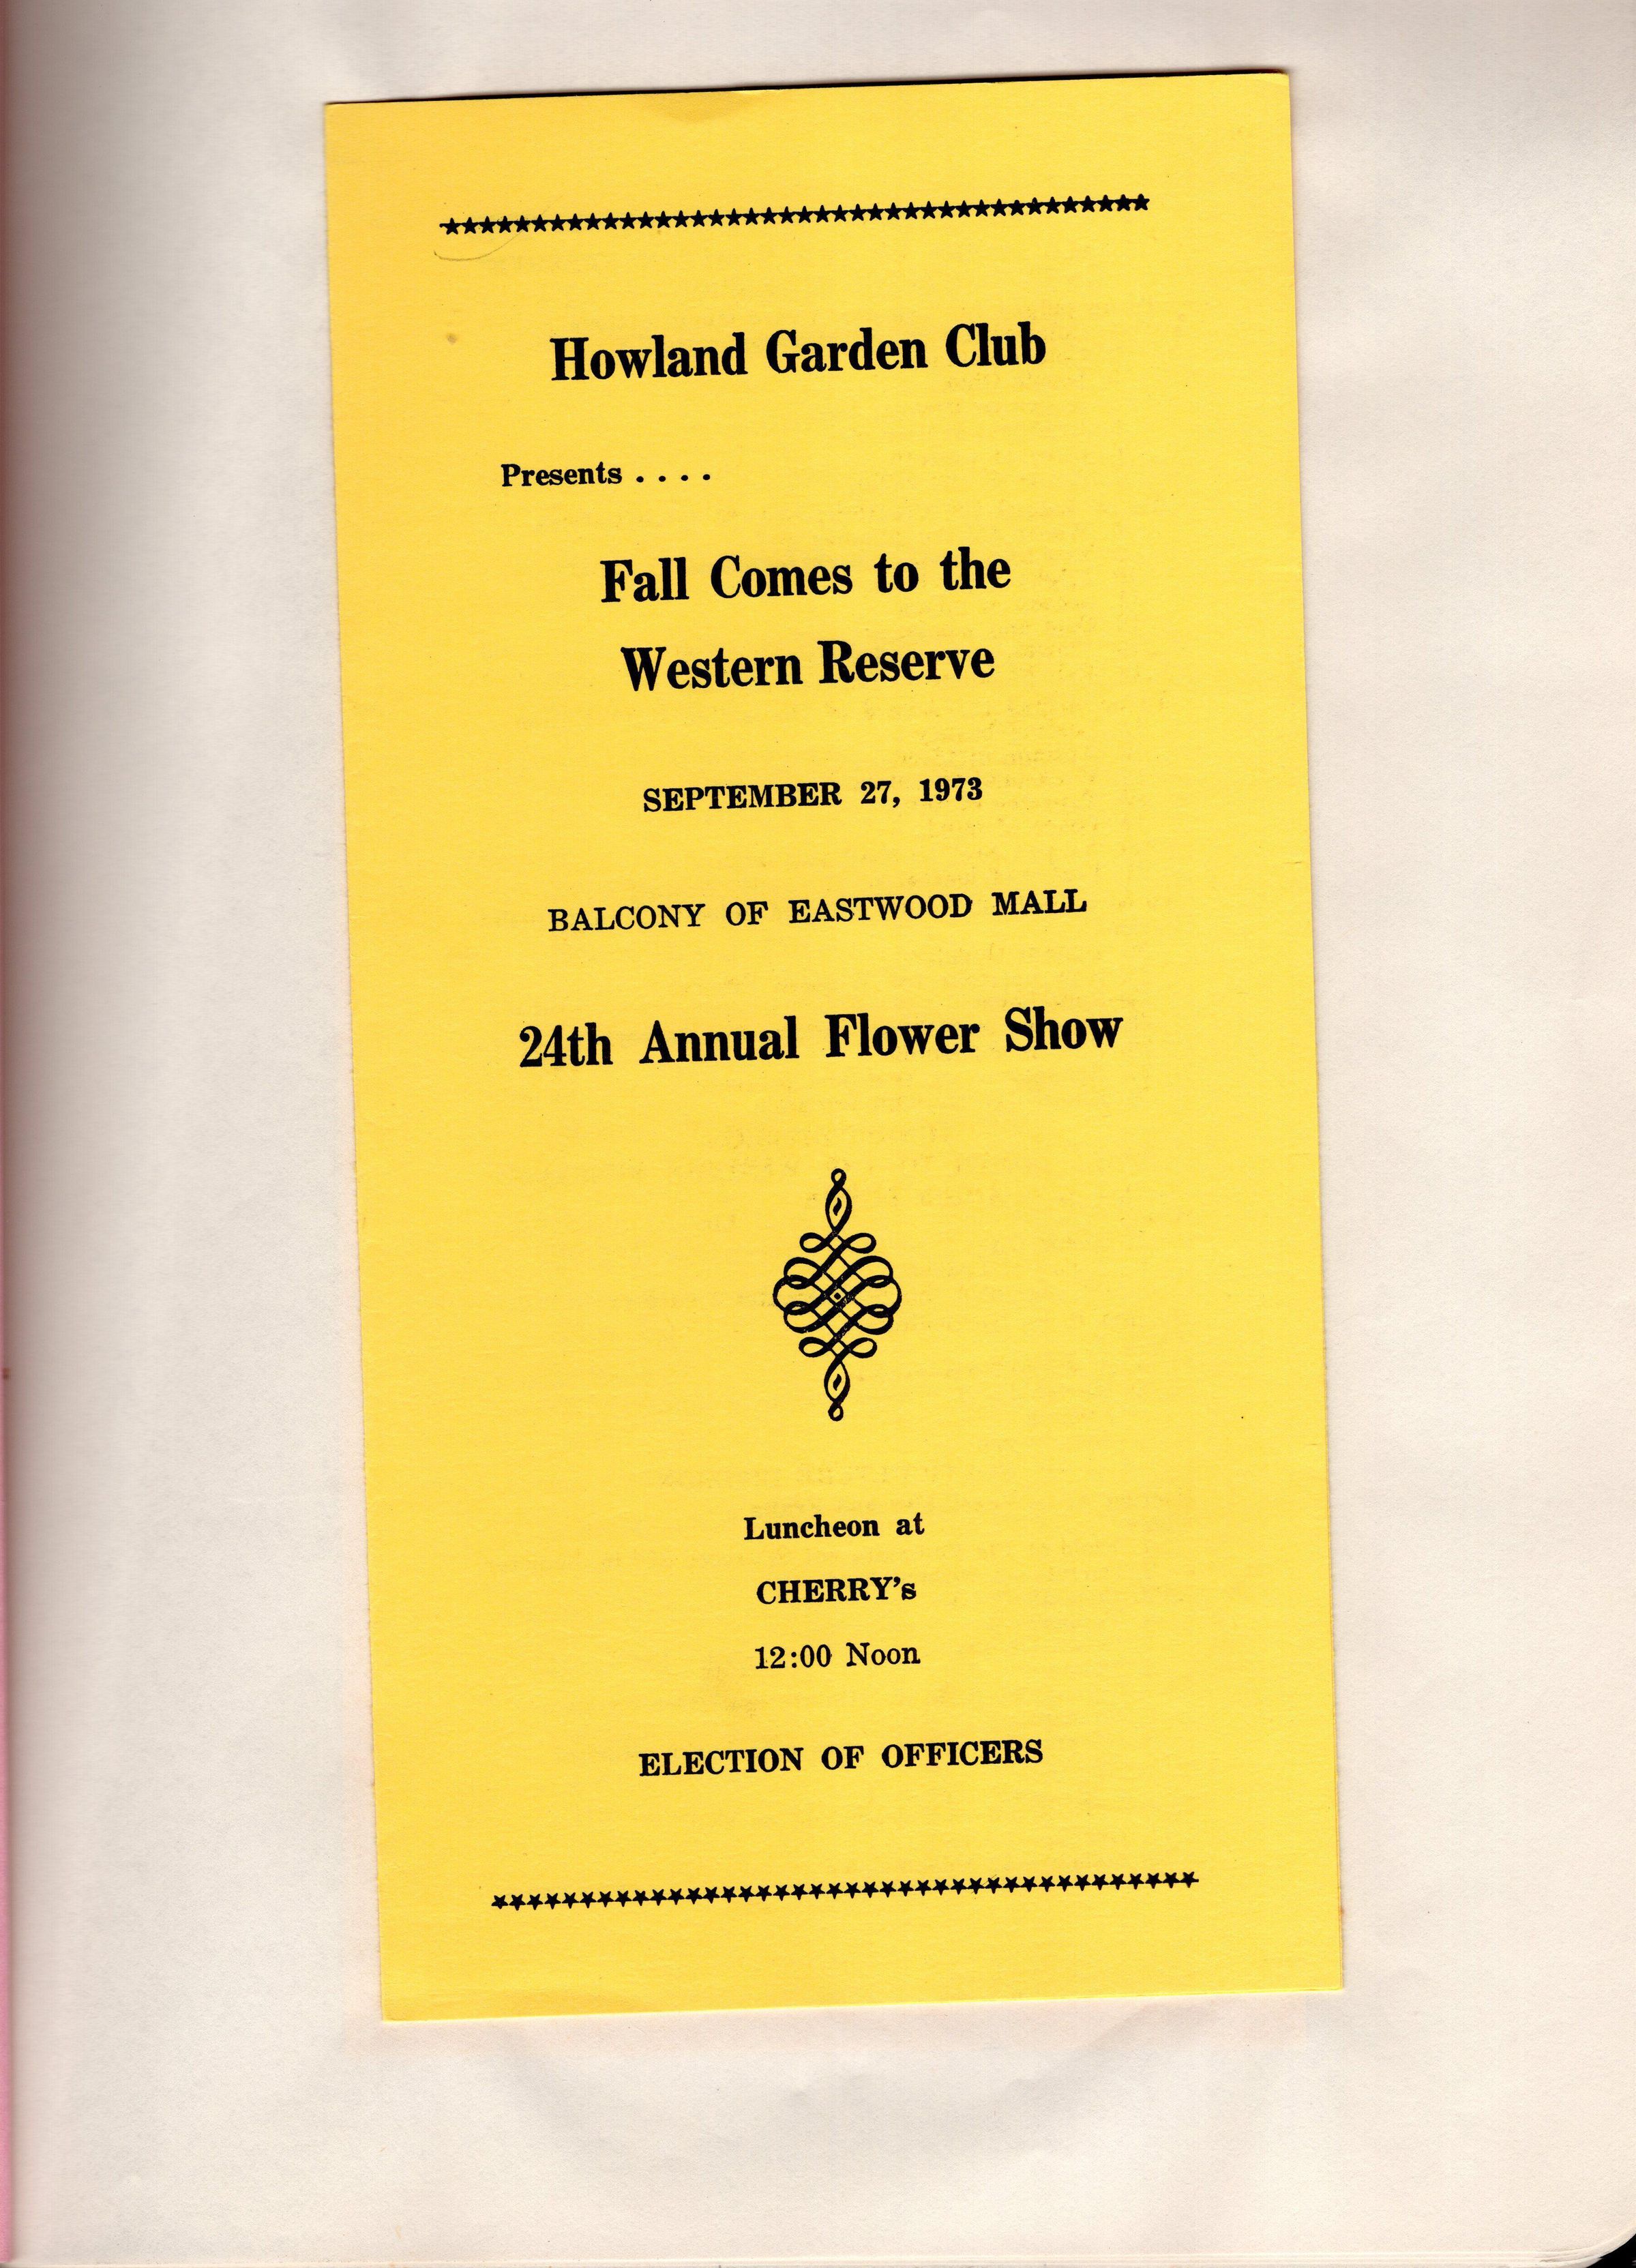 Howland Garden Club
Presents . . . .
Fall Comes to the
Western Reserve
SEPTEMBER 27, 1973
BALCONY OF EASTWOOD MALL
24th Annual Flower Show
Luncheon at
CHERRY's
12:00 Noon
ELECTION OF OFFICERS